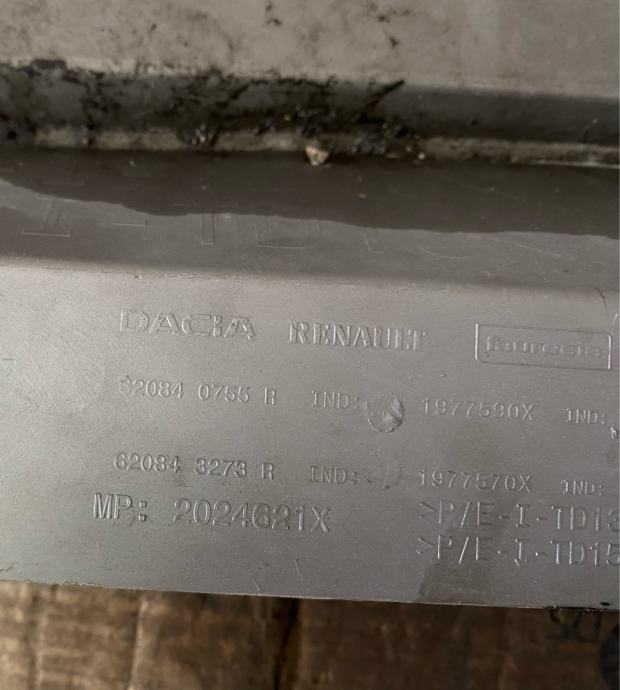 DACIA RENAULT faurecia
62084 0755 R IND: 1977590X IND:
62084 3273 R IND: 1977570X IND:
MP: 2024621X >P/E-I-TD13
>P/E-I-TD15